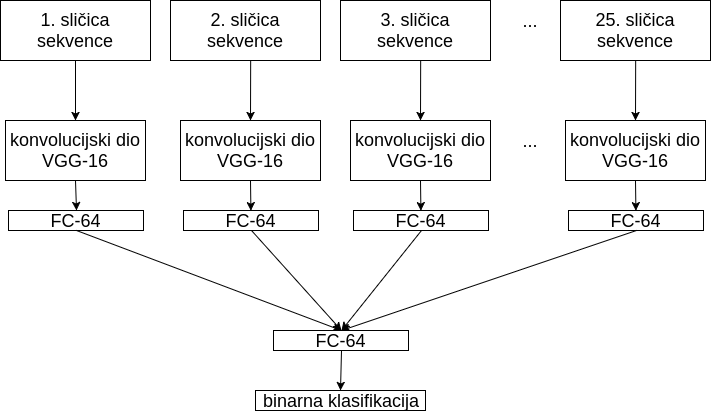 1. sličica
sekvence
2. sličica
sekvence
3. sličica
sekvence
...
25. sličica
sekvence
konvolucijski dio
VGG-16
konvolucijski dio
VGG-16
konvolucijski dio
VGG-16
...
konvolucijski dio
VGG-16
FC-64
FC-64
FC-64
FC-64
FC-64
binarna klasifikacija